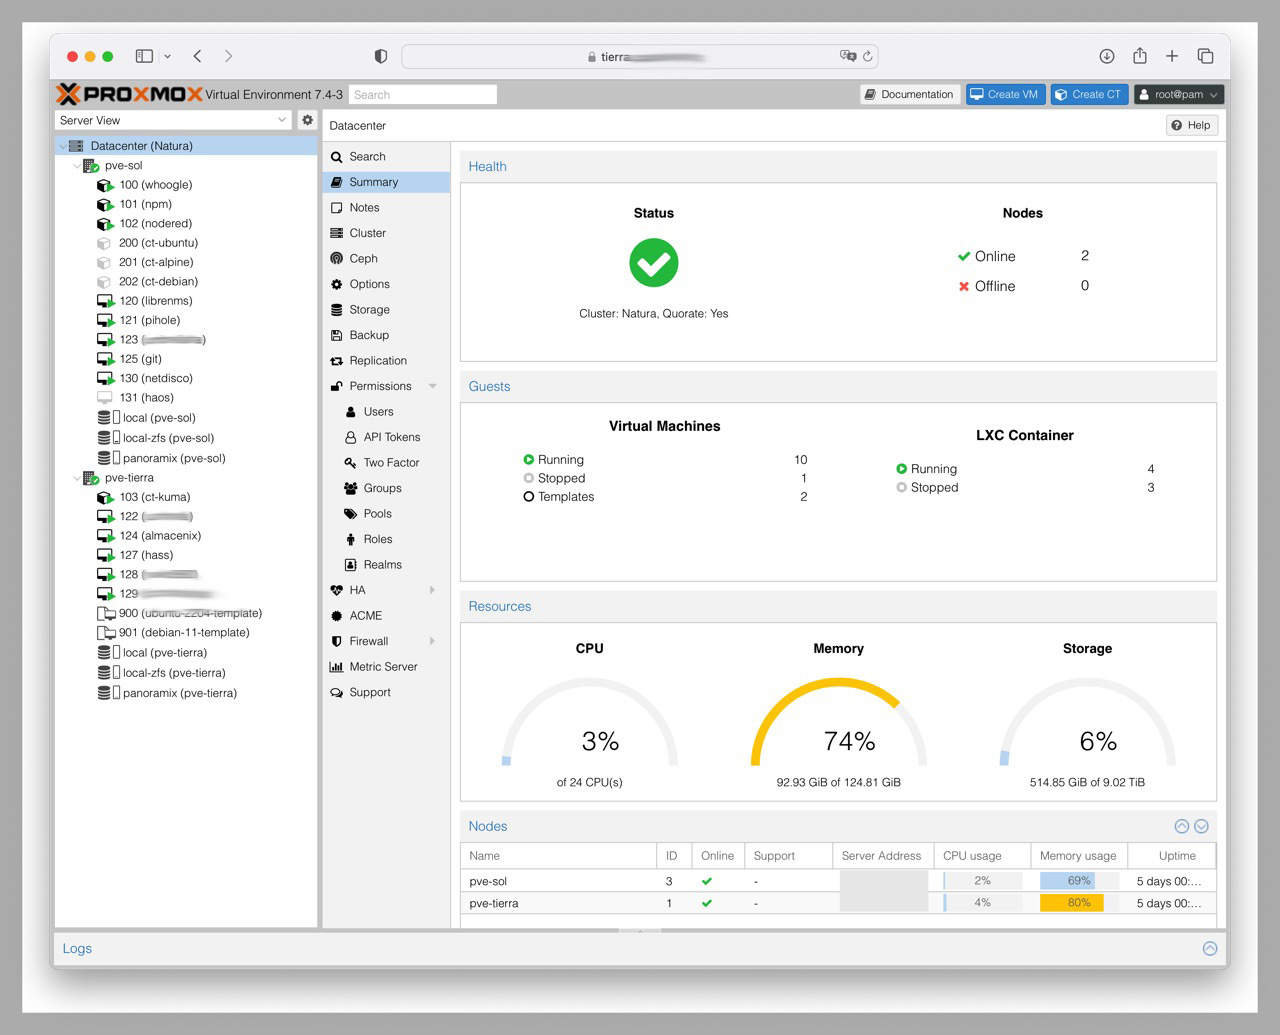 tierra
PROXMOX Virtual Environment 7.4-3 Search Documentation Create VM Create CT root@pam
Server View
Datacenter Help
Datacenter (Natura)
pve-sol
100 (whoogle)
101 (npm)
102 (nodered)
200 (ct-ubuntu)
201 (ct-alpine)
202 (ct-debian)
120 (librenms)
121 (pihole)
123 ( )
125 (git)
130 (netdisco)
131 (haos)
local (pve-sol)
local-zfs (pve-sol)
panoramix (pve-sol)
pve-tierra
103 (ct-kuma)
122 ( )
124 (almacenix)
127 (hass)
128 (
129
900 (ubuntu-2204-template)
901 (debian-11-template)
local (pve-tierra)
local-zfs (pve-tierra)
panoramix (pve-tierra)
Search
Summary
Notes
Cluster
Ceph
Options
Storage
Backup
Replication
Permissions
Users
API Tokens
Two Factor
Groups
Pools
Roles
Realms
HA
ACME
Firewall
Metric Server
Support
Health
Status
Cluster: Natura, Quorate: Yes
Nodes
Online 2
Offline 0
Guests
Virtual Machines
Running 10
Stopped 1
Templates 2
LXC Container
Running 4
Stopped 3
Resources
CPU
3%
of 24 CPU(s)
Memory
74%
92.93 GiB of 124.81 GiB
Storage
6%
514.85 GiB of 9.02 TiB
Nodes
Name ID Online Support Server Address CPU usage Memory usage Uptime
pve-sol 3 - 2% 69% 5 days 00:...
pve-tierra 1 - 4% 80% 5 days 00:...
Logs